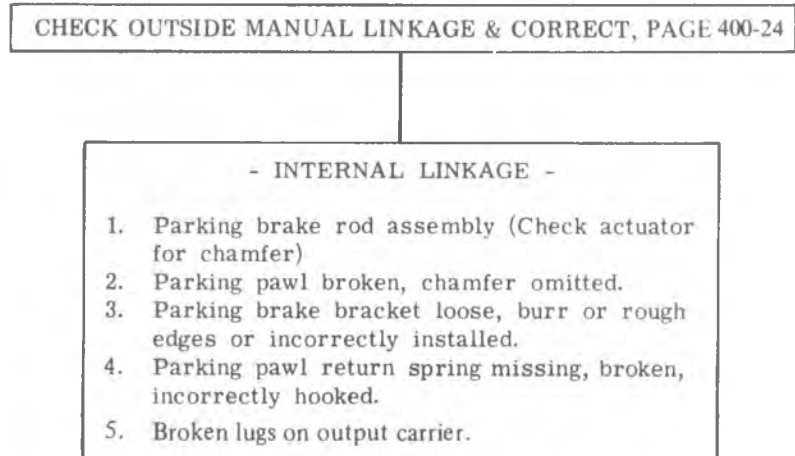 CHECK OUTSIDE MANUAL LINKAGE & CORRECT, PAGE 400-24
- INTERNAL LINKAGE -
1. Parking brake rod assembly (Check actuator
for chamfer)
2. Parking pawl broken, chamfer omitted.
3. Parking brake bracket loose, burr or rough
edges or incorrectly installed.
4. Parking pawl return spring missing, broken,
incorrectly hooked.
5. Broken lugs on output carrier.